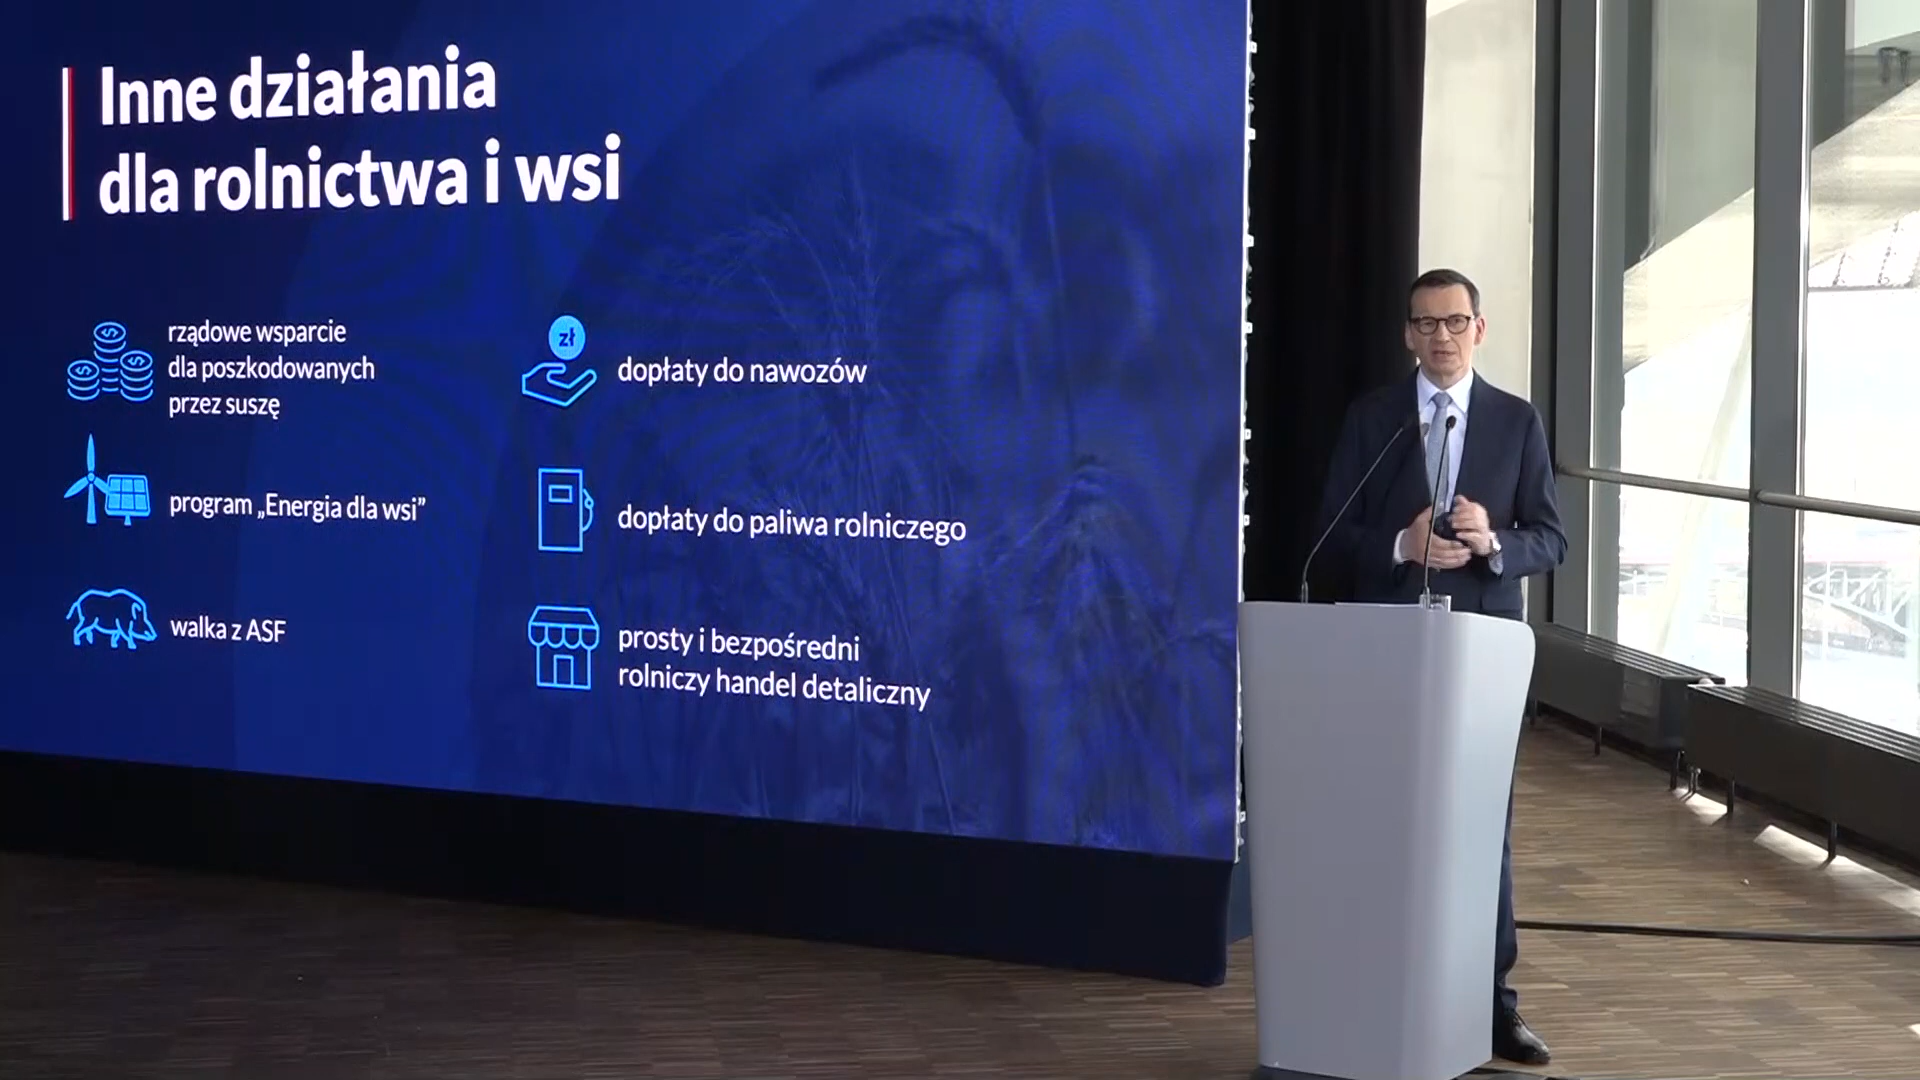 Inne działania
dla rolnictwa i wsi
rządowe wsparcie
dla poszkodowanych
przez suszę
program „Energia dla wsi”
walka z ASF
zł
dopłaty do nawozów
dopłaty do paliwa rolniczego
prosty i bezpośredni
rolniczy handel detaliczny